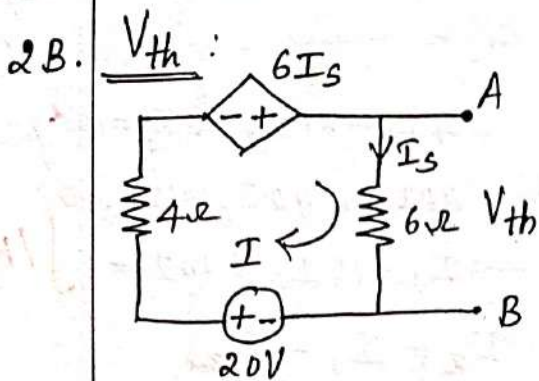 2B. Vth :
6Is
- +
A
Is
4Ω
6Ω
Vth
I
+ -
B
20V